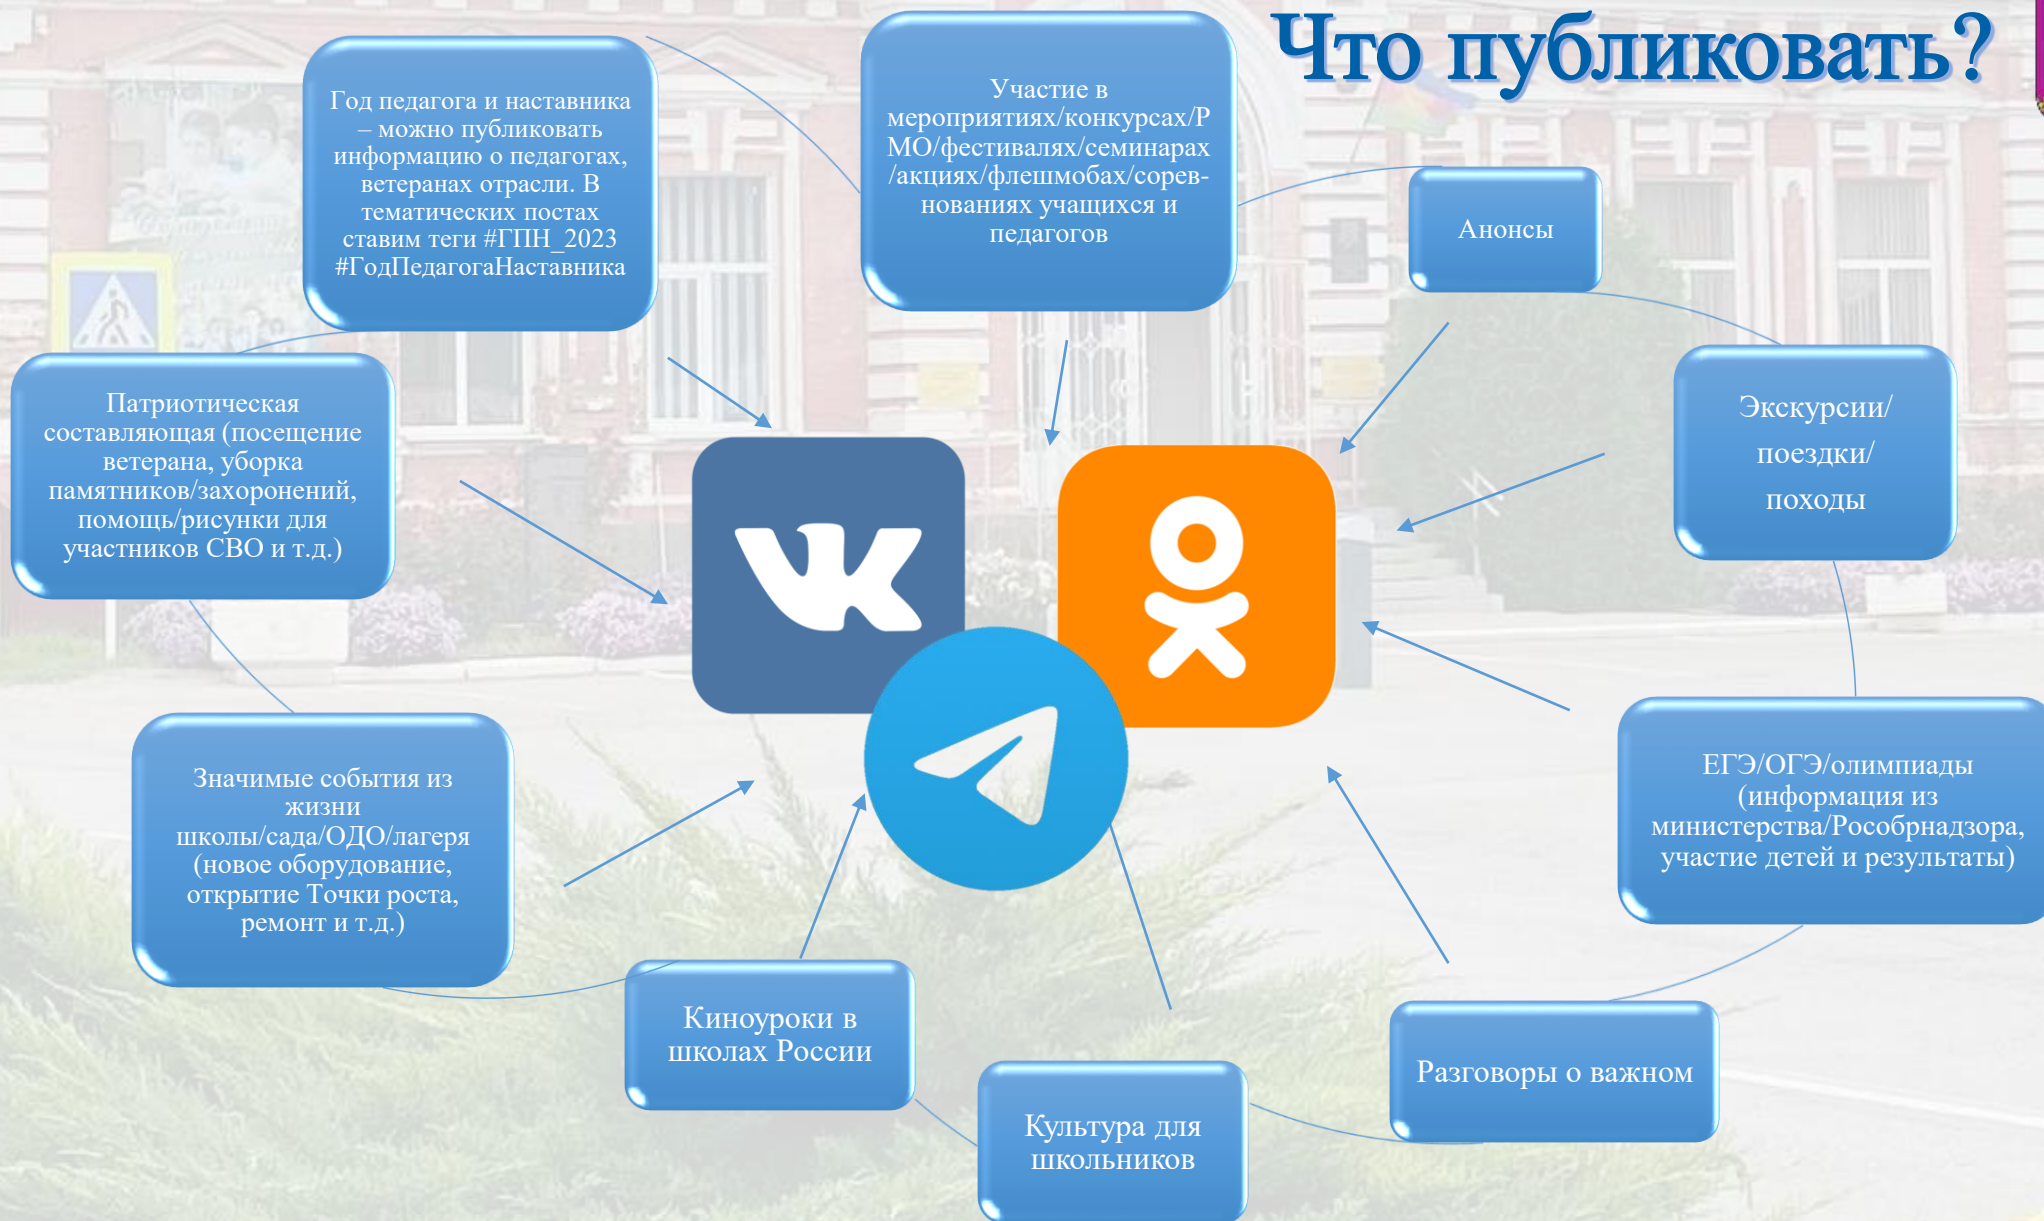 Что публиковать?
Год педагога и наставника
– можно публиковать
информацию о педагогах,
ветеранах отрасли. В
тематических постах
ставим теги #ГПН_2023
#ГодПедагогаНаставника
Участие в
мероприятиях/конкурсах/Р
МО/фестивалях/семинарах
/акциях/флешмобах/сорев-
нованиях учащихся и
педагогов
Анонсы
Экскурсии/
поездки/
походы
ЕГЭ/ОГЭ/олимпиады
(информация из
министерства/Рособрнадзора,
участие детей и результаты)
Разговоры о важном
Культура для
школьников
Киноуроки в
школах России
Значимые события из
жизни
школы/сада/ОДО/лагеря
(новое оборудование,
открытие Точки роста,
ремонт и т.д.)
Патриотическая
составляющая (посещение
ветерана, уборка
памятников/захоронений,
помощь/рисунки для
участников СВО и т.д.)